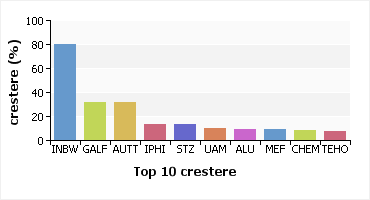 crestere (%)
100
80
60
40
20
0
INBW GALF AUTT IPHI STZ UAM ALU MEF CHEM TEHO
Top 10 crestere